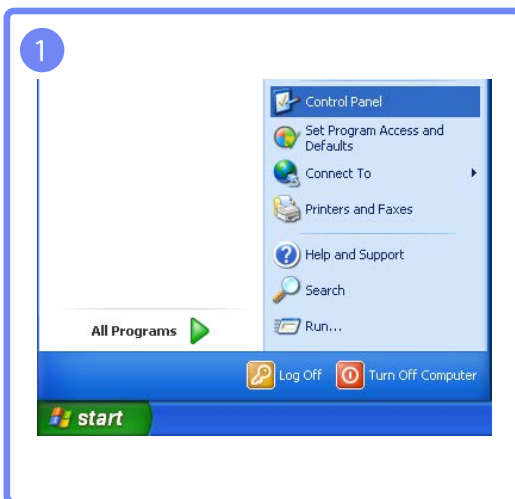 1
Control Panel
Set Program Access and
Defaults
Connect To
Printers and Faxes
Help and Support
Search
All Programs
Run...
Log Off
Turn Off Computer
start